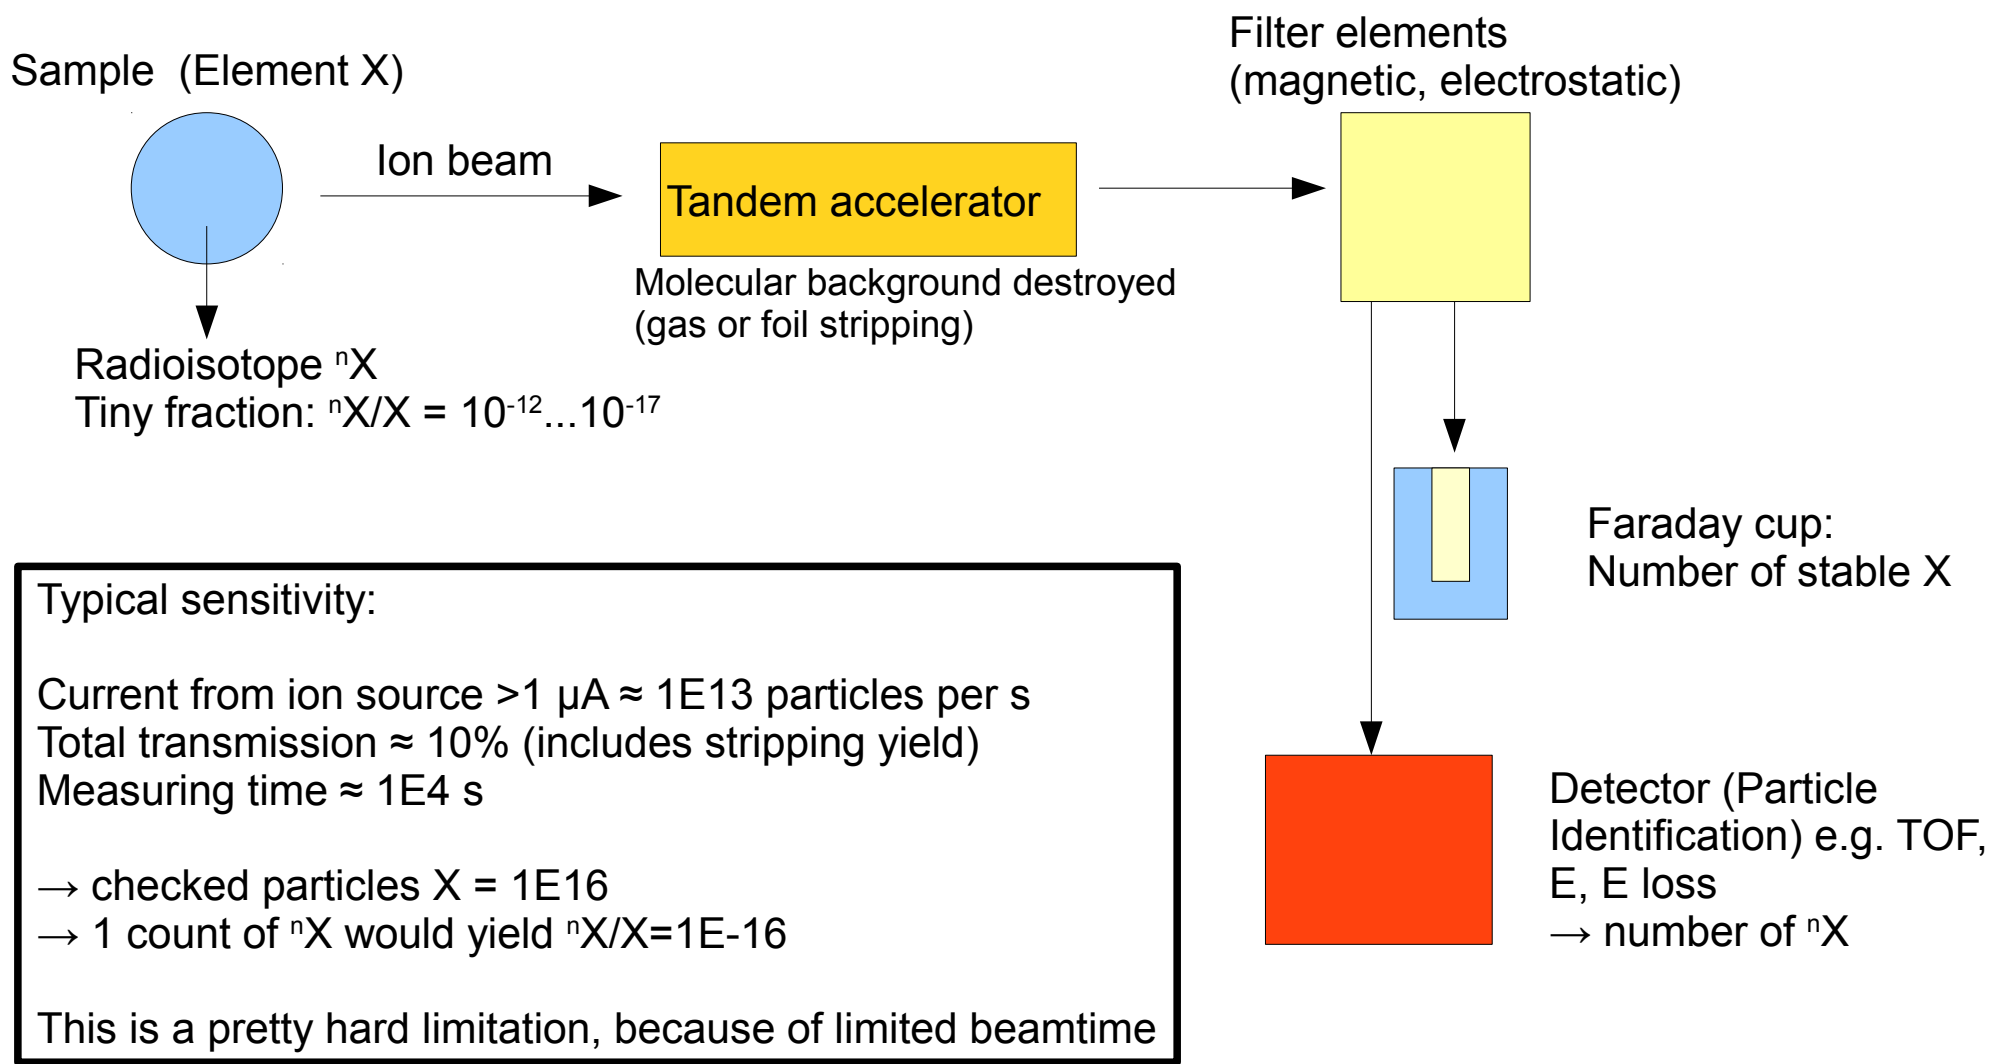 Sample  (Element X)
Ion beam
Radioisotope ⁿX
Tiny fraction: ⁿX/X = 10⁻¹²...10⁻¹⁷
Tandem accelerator
Molecular background destroyed
(gas or foil stripping)
Filter elements
(magnetic, electrostatic)
Faraday cup:
Number of stable X
Detector (Particle
Identification) e.g. TOF,
E, E loss
→ number of ⁿX
Typical sensitivity:
Current from ion source >1 µA ≈ 1E13 particles per s
Total transmission ≈ 10% (includes stripping yield)
Measuring time ≈ 1E4 s
→ checked particles X = 1E16
→ 1 count of ⁿX would yield ⁿX/X=1E-16
This is a pretty hard limitation, because of limited beamtime